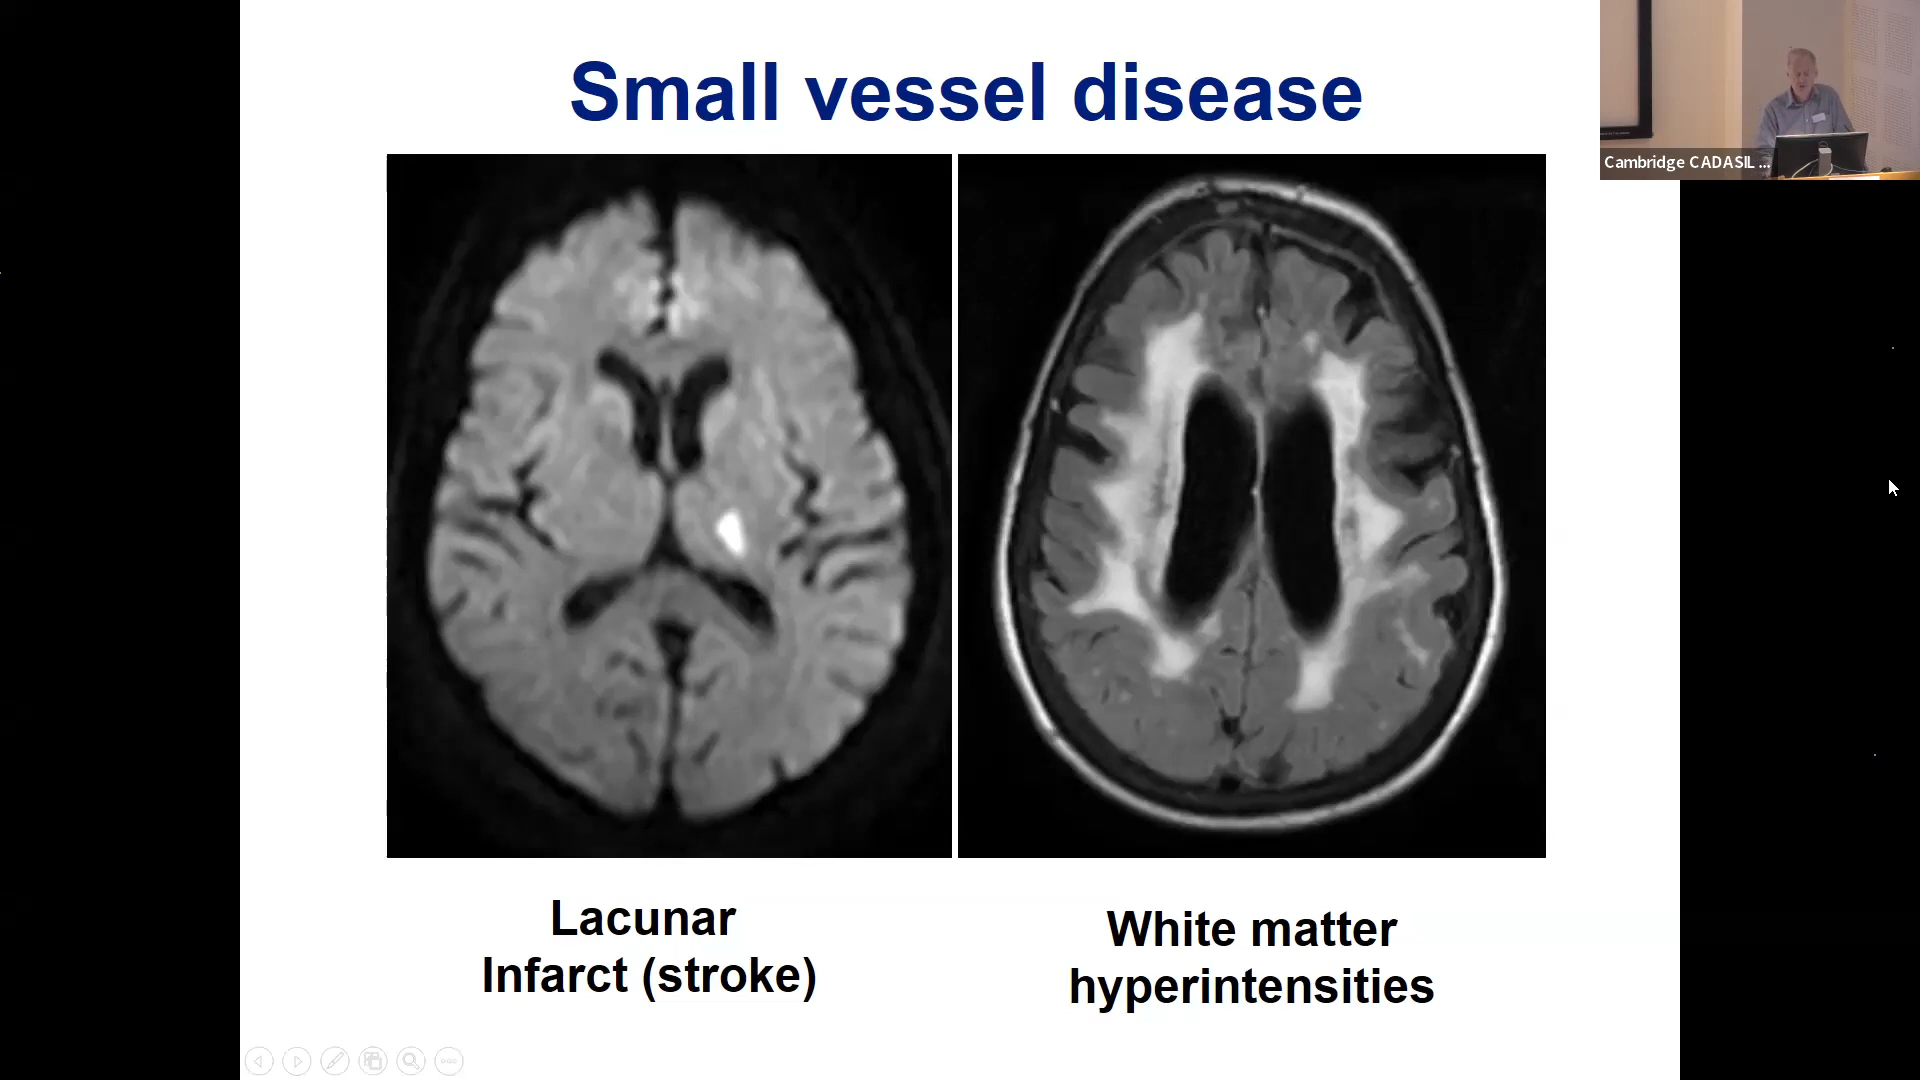 Small vessel disease
Cambridge CADASIL ...
Lacunar
Infarct (stroke)
White matter
hyperintensities